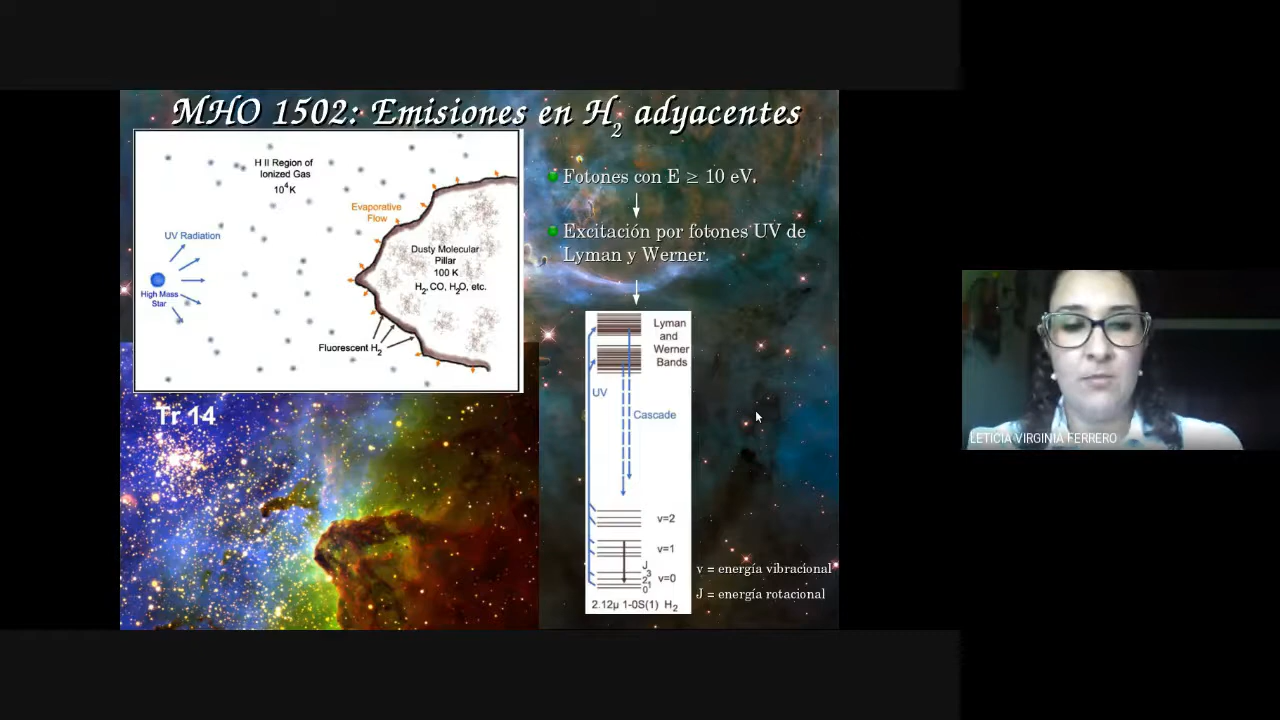 MHO 1502: Emisiones en H2 adyacentes
H II Region of
Ionized Gas
10⁴K
Evaporative
Flow
UV Radiation
High Mass
Star
Dusty Molecular
Pillar
100 K
H2, CO, H2O, etc.
Fluorescent H2
Tr 14
Fotones con E ≥ 10 eV.
Excitación por fotones UV de
Lyman y Werner.
Lyman
and
Werner
Bands
UV
Cascade
v=2
v=1
J
3
2
1
0
v=0
2.12µ 1-0S(1) H2
v = energía vibracional
J = energía rotacional
LETICIA VIRGINIA FERRERO